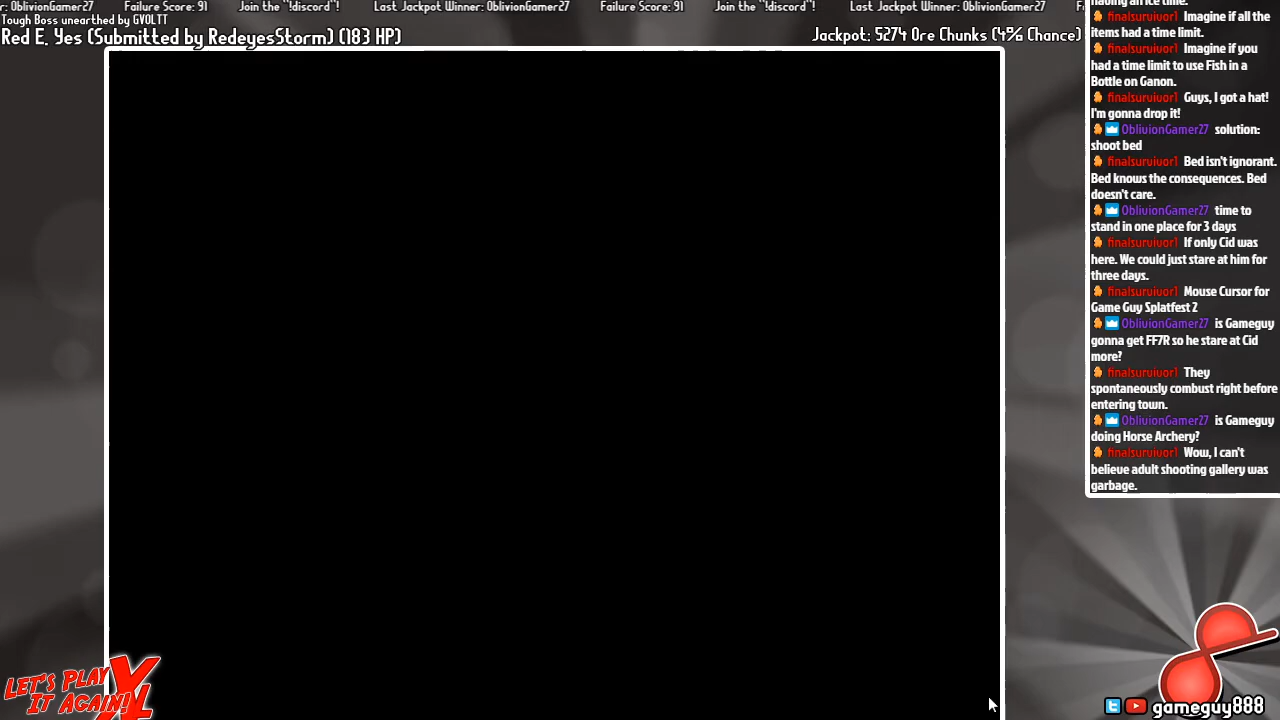 r: OblivionGamer27 Failure Score: 91 Join the "!discord"! Last Jackpot Winner: OblivionGamer27 Failure Score: 91 Join the "!discord"! Last Jackpot Winner: OblivionGamer27 F
Tough Boss unearthed by GVOLTT
Red E. Yes (Submitted by RedeyesStorm) (183 HP)
Jackpot: 5274 Ore Chunks (4% Chance)
having an ice time.
finalsurvivor1 Imagine if all the
items had a time limit.
finalsurvivor1 Imagine if you
had a time limit to use Fish in a
Bottle on Ganon.
finalsurvivor1 Guys, I got a hat!
I'm gonna drop it!
OblivionGamer27 solution:
shoot bed
finalsurvivor1 Bed isn't ignorant.
Bed knows the consequences. Bed
doesn't care.
OblivionGamer27 time to
stand in one place for 3 days
finalsurvivor1 If only Cid was
here. We could just stare at him for
three days.
finalsurvivor1 Mouse Cursor for
Game Guy Splatfest 2
OblivionGamer27 is Gameguy
gonna get FF7R so he stare at Cid
more?
finalsurvivor1 They
spontaneously combust right before
entering town.
OblivionGamer27 is Gameguy
doing Horse Archery?
finalsurvivor1 Wow, I can't
believe adult shooting gallery was
garbage.
LET'S PLAY
IT AGAIN! XL
gameguy888